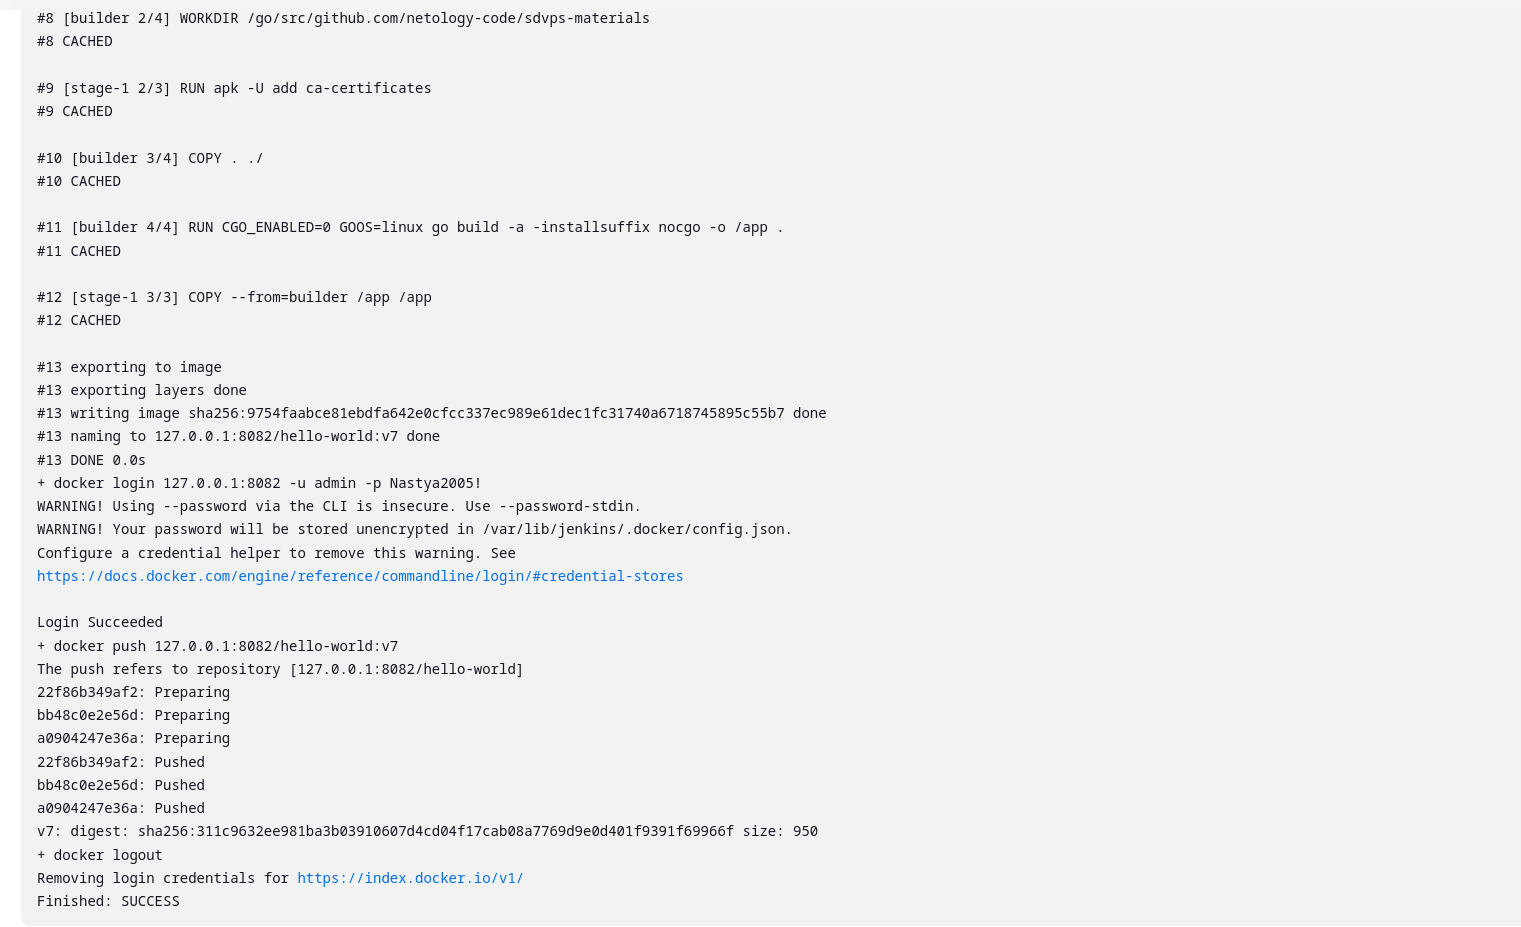 #8 [builder 2/4] WORKDIR /go/src/github.com/netology-code/sdvps-materials
#8 CACHED
#9 [stage-1 2/3] RUN apk -U add ca-certificates
#9 CACHED
#10 [builder 3/4] COPY . ./
#10 CACHED
#11 [builder 4/4] RUN CGO_ENABLED=0 GOOS=linux go build -a -installsuffix nocgo -o /app .
#11 CACHED
#12 [stage-1 3/3] COPY --from=builder /app /app
#12 CACHED
#13 exporting to image
#13 exporting layers done
#13 writing image sha256:9754faabce81ebdfa642e0cfcc337ec989e61dec1fc31740a6718745895c55b7 done
#13 naming to 127.0.0.1:8082/hello-world:v7 done
#13 DONE 0.0s
+ docker login 127.0.0.1:8082 -u admin -p Nastya2005!
WARNING! Using --password via the CLI is insecure. Use --password-stdin.
WARNING! Your password will be stored unencrypted in /var/lib/jenkins/.docker/config.json.
Configure a credential helper to remove this warning. See
https://docs.docker.com/engine/reference/commandline/login/#credential-stores
Login Succeeded
+ docker push 127.0.0.1:8082/hello-world:v7
The push refers to repository [127.0.0.1:8082/hello-world]
22f86b349af2: Preparing
bb48c0e2e56d: Preparing
a0904247e36a: Preparing
22f86b349af2: Pushed
bb48c0e2e56d: Pushed
a0904247e36a: Pushed
v7: digest: sha256:311c9632ee981ba3b03910607d4cd04f17cab08a7769d9e0d401f9391f69966f size: 950
+ docker logout
Removing login credentials for https://index.docker.io/v1/
Finished: SUCCESS